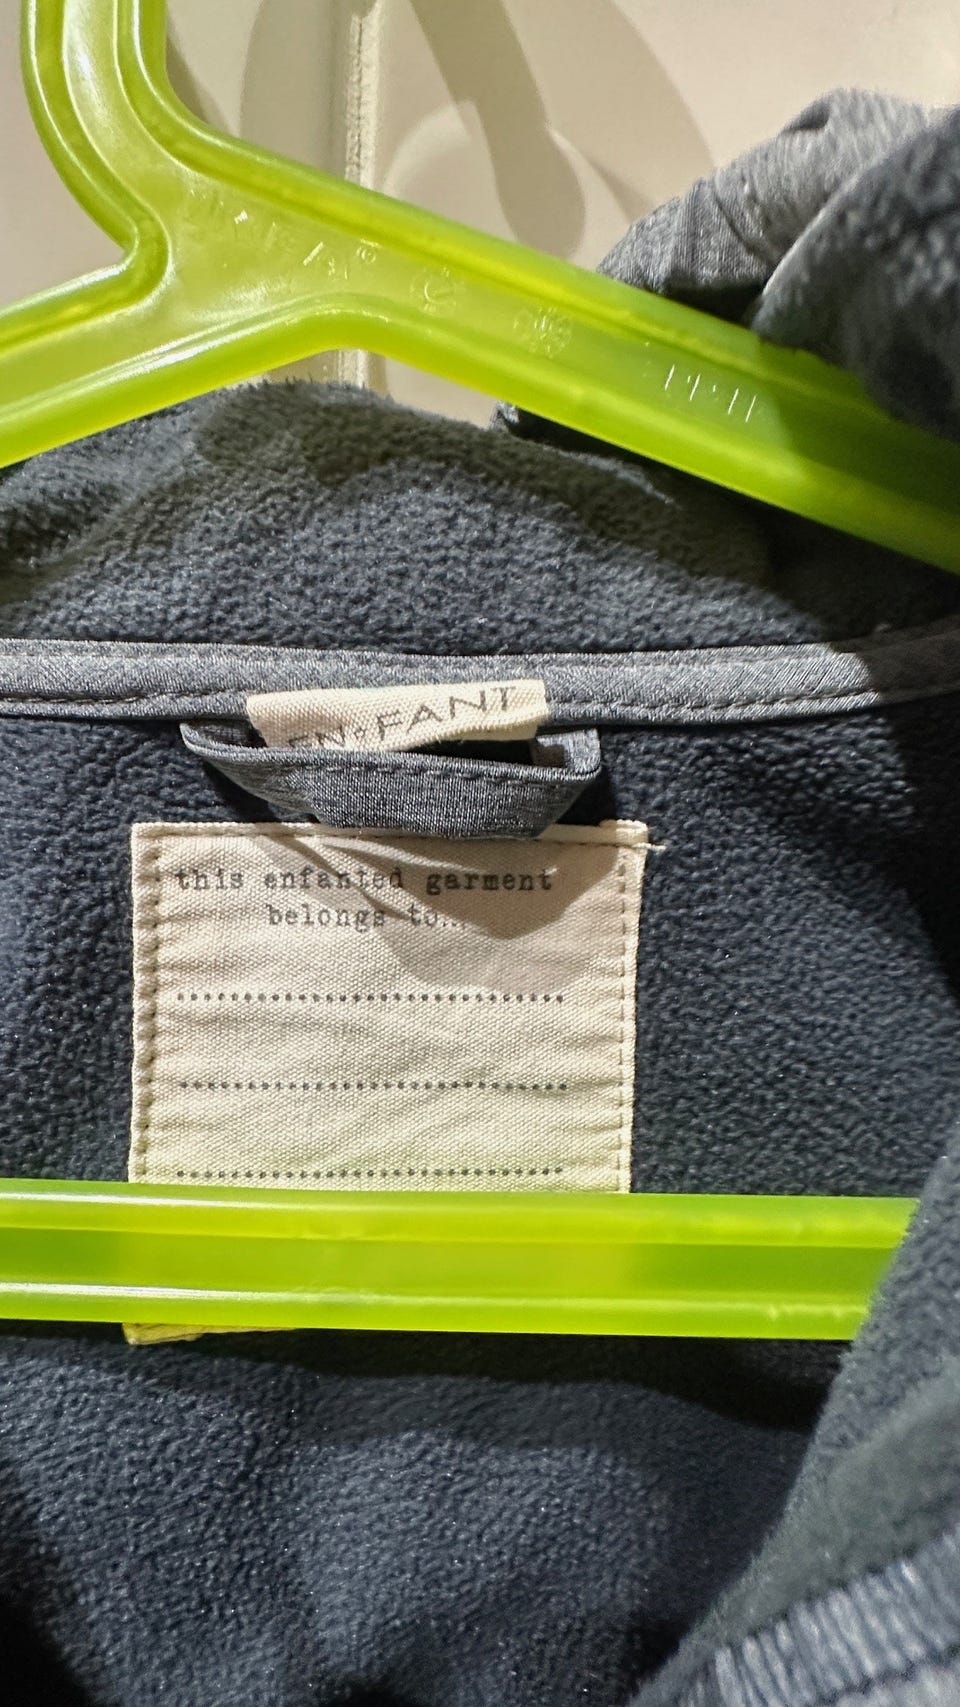 EN·FANT
this enfanted garment
belongs to...